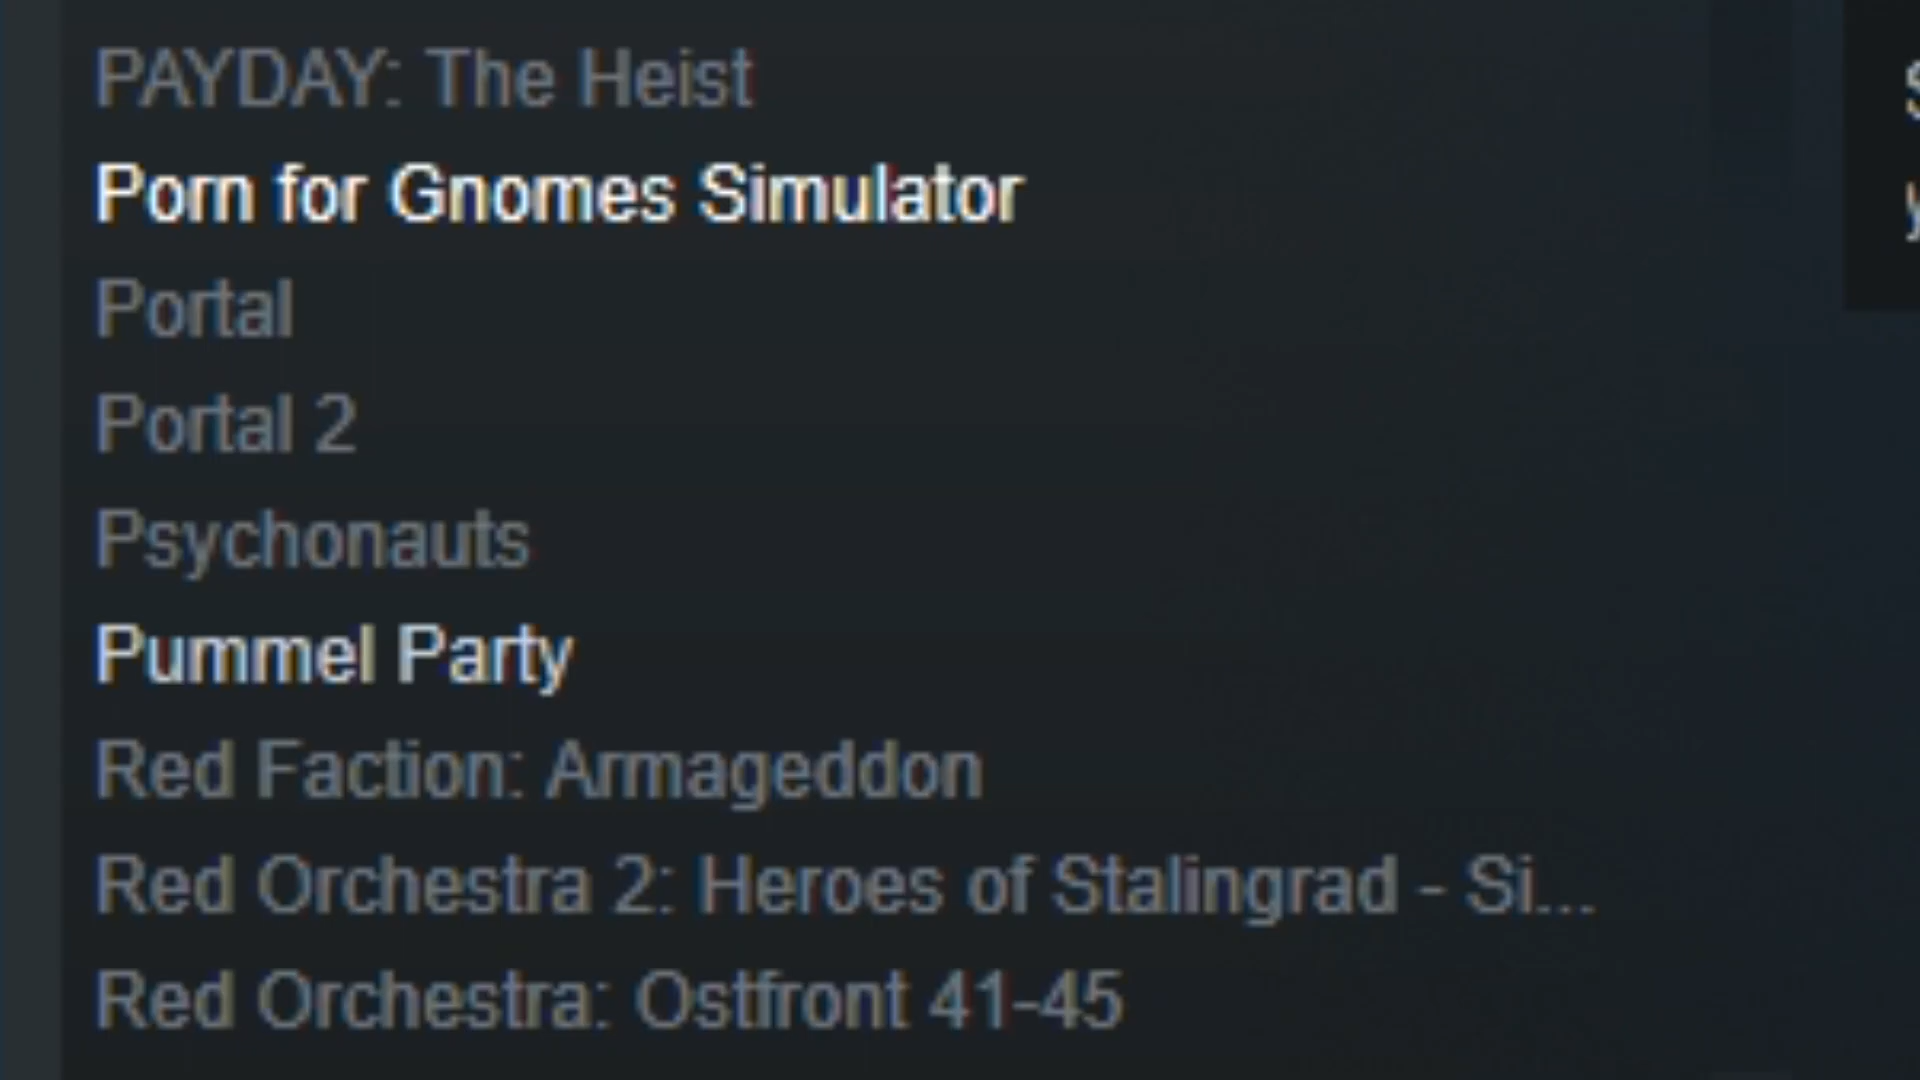 PAYDAY: The Heist
Porn for Gnomes Simulator
Portal
Portal 2
Psychonauts
Pummel Party
Red Faction: Armageddon
Red Orchestra 2: Heroes of Stalingrad - Si...
Red Orchestra: Ostfront 41-45